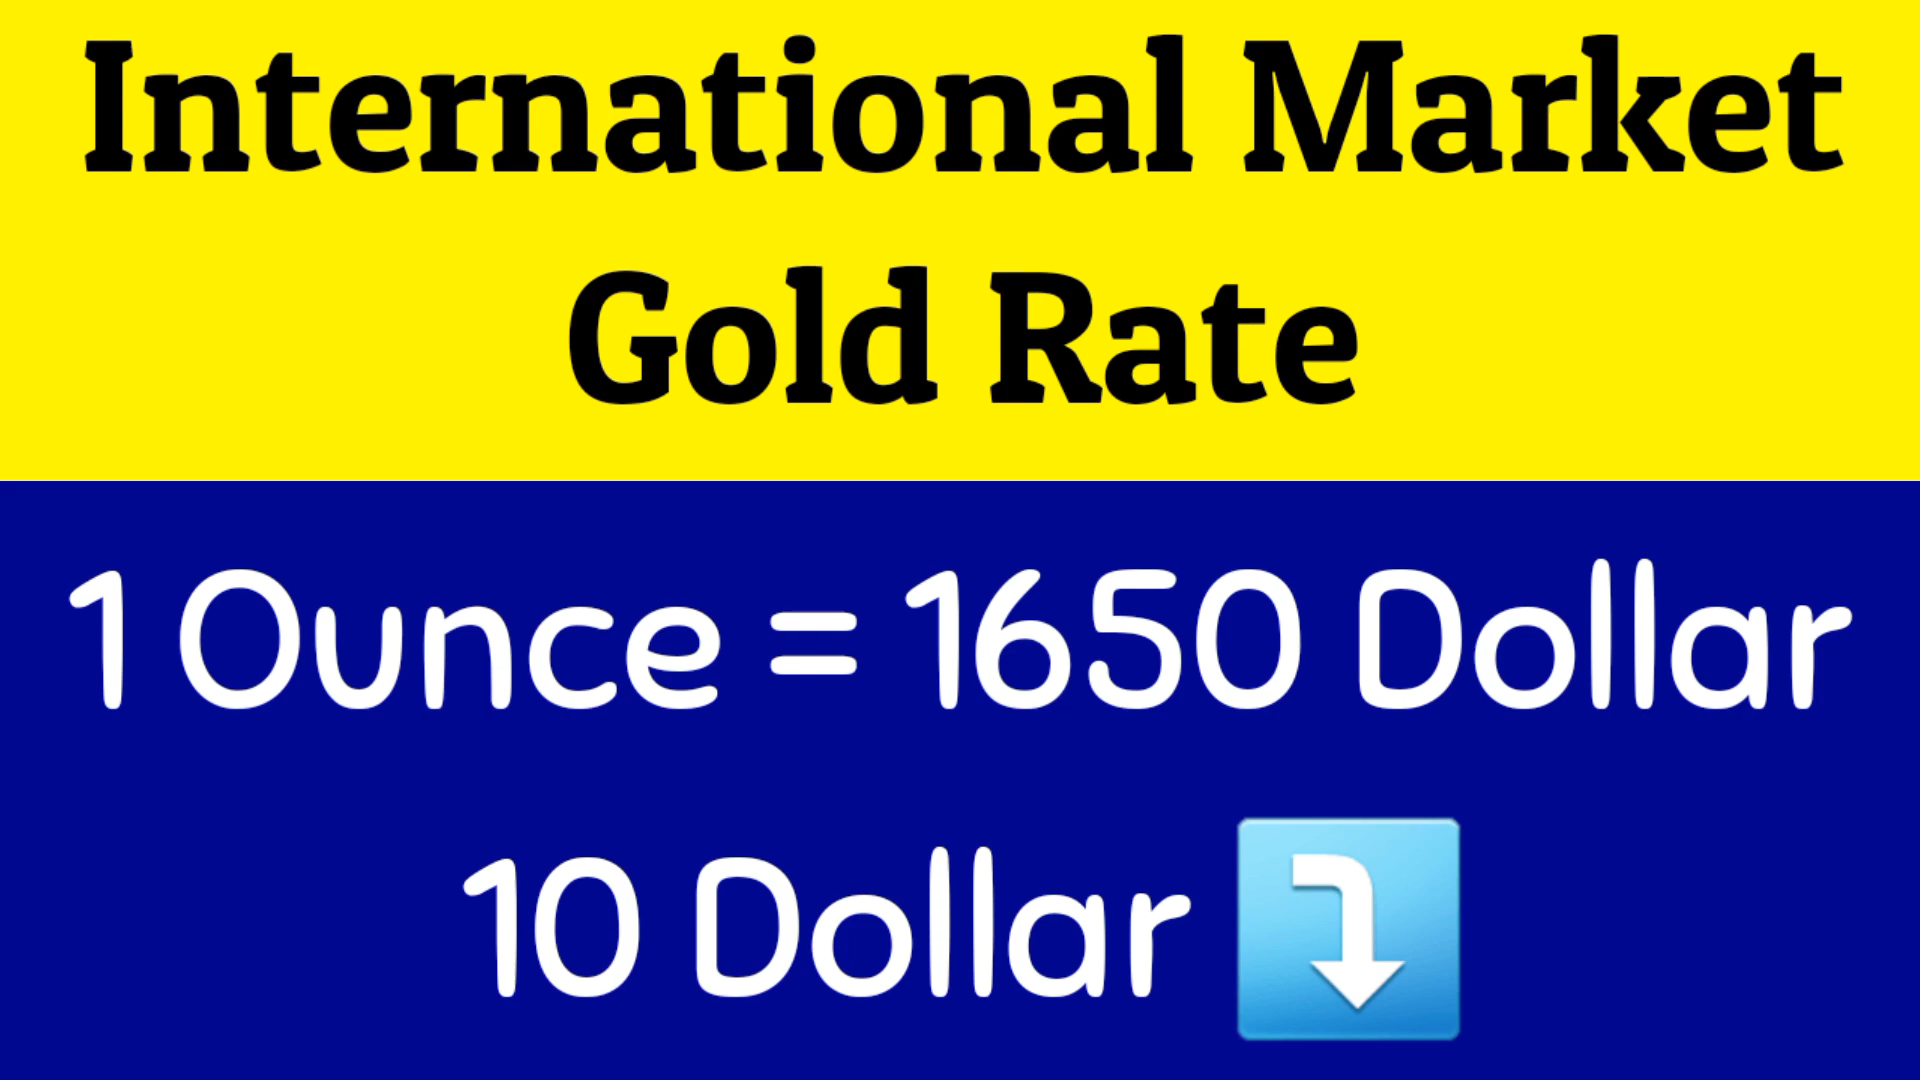 International Market
Gold Rate
1 Ounce = 1650 Dollar
10 Dollar ⤵️